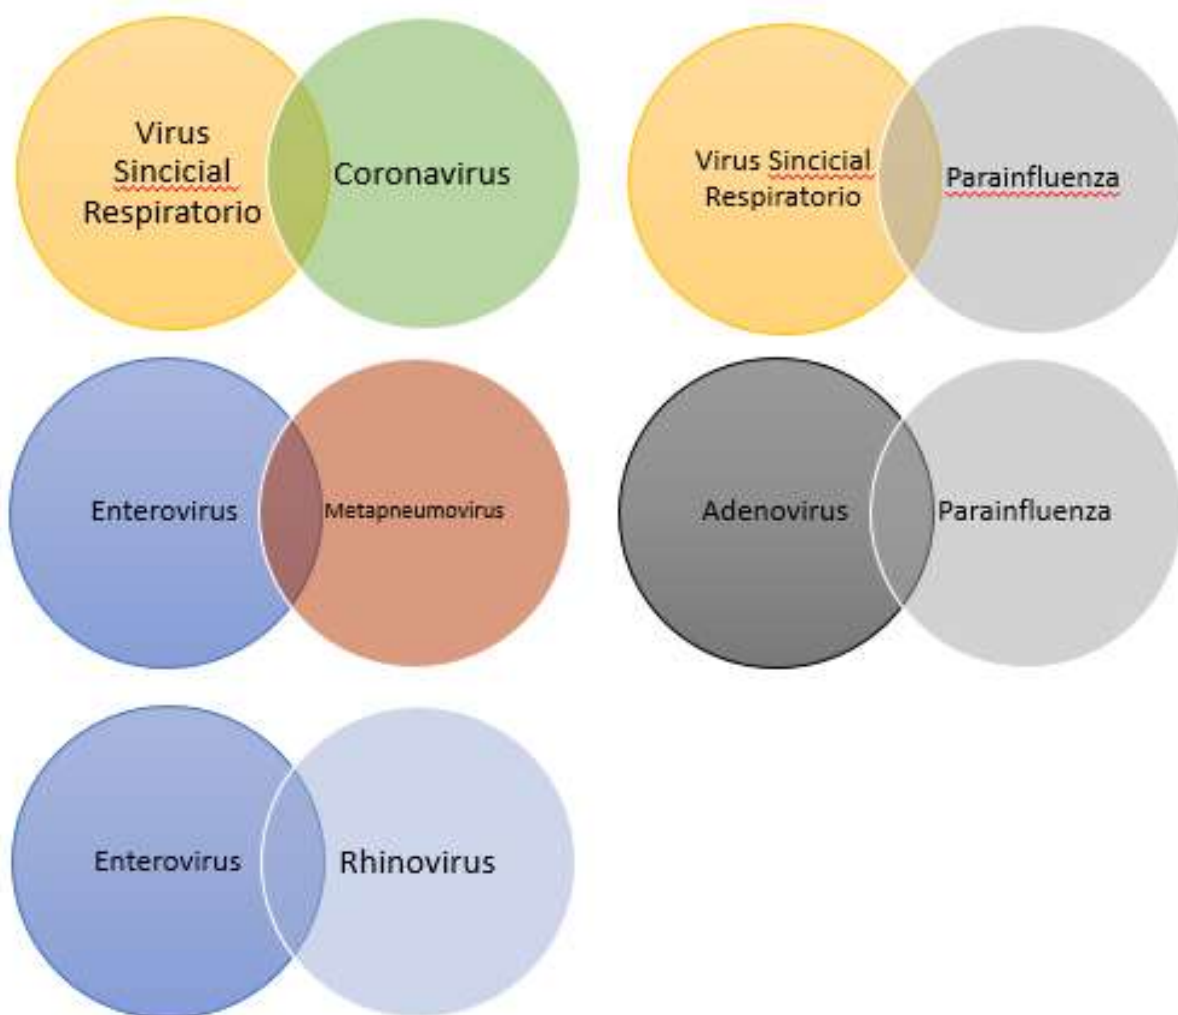 Virus
Sincicial
Respiratorio
Coronavirus
Virus Sincicial
Respiratorio
Parainfluenza
Enterovirus
Metapneumovirus
Adenovirus
Parainfluenza
Enterovirus
Rhinovirus